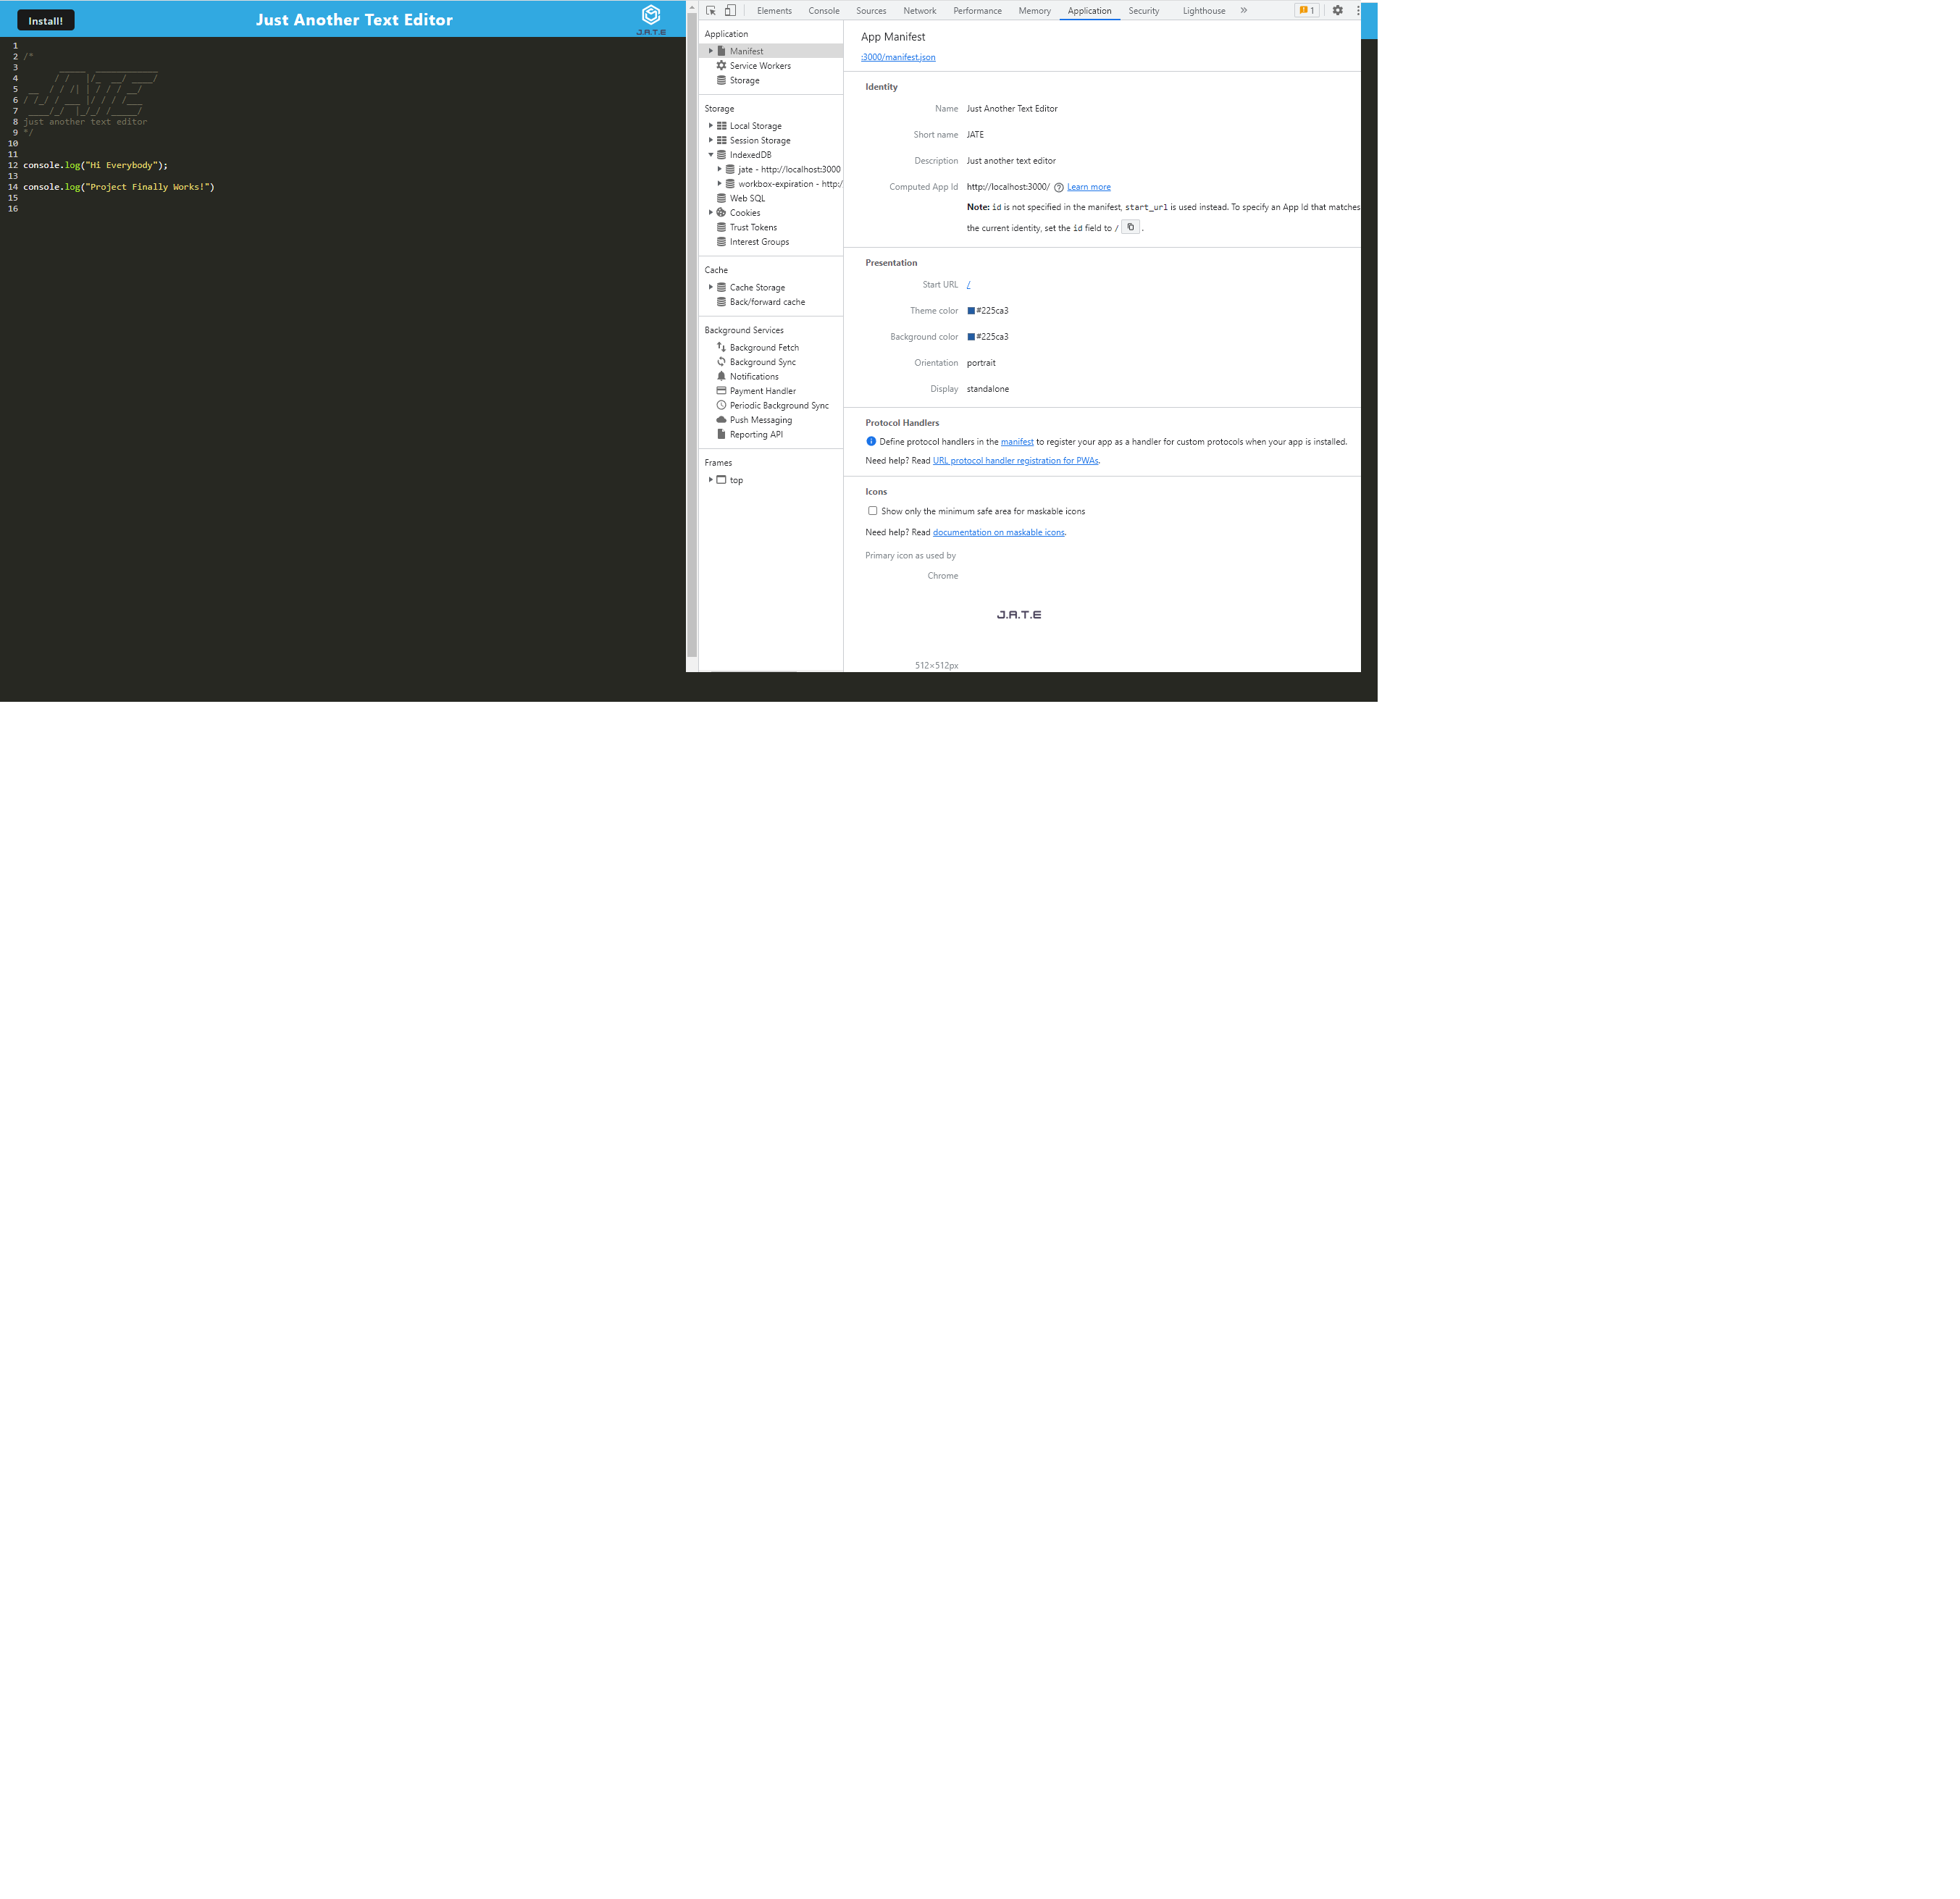 Install!
Just Another Text Editor
J.A.T.E
1
2 /*
3         _____  ____________
4        / /   |/_  __/ ____/
5   __  / / /| | / / / __/
6  / /_/ / ___ |/ / / /___
7  ____/_/  |_/_/ /_____/
8 just another text editor
9 */
10
11
12 console.log("Hi Everybody");
13
14 console.log("Project Finally Works!")
15
16
Elements Console Sources Network Performance Memory Application Security Lighthouse » 1
Application
Manifest
Service Workers
Storage
Storage
Local Storage
Session Storage
IndexedDB
jate - http://localhost:3000
workbox-expiration - http:/
Web SQL
Cookies
Trust Tokens
Interest Groups
Cache
Cache Storage
Back/forward cache
Background Services
Background Fetch
Background Sync
Notifications
Payment Handler
Periodic Background Sync
Push Messaging
Reporting API
Frames
top
App Manifest
:3000/manifest.json
Identity
Name Just Another Text Editor
Short name JATE
Description Just another text editor
Computed App Id http://localhost:3000/ Learn more
Note: id is not specified in the manifest, start_url is used instead. To specify an App Id that matches
the current identity, set the id field to / .
Presentation
Start URL /
Theme color #225ca3
Background color #225ca3
Orientation portrait
Display standalone
Protocol Handlers
Define protocol handlers in the manifest to register your app as a handler for custom protocols when your app is installed.
Need help? Read URL protocol handler registration for PWAs.
Icons
Show only the minimum safe area for maskable icons
Need help? Read documentation on maskable icons.
Primary icon as used by
Chrome
J.A.T.E
512×512px